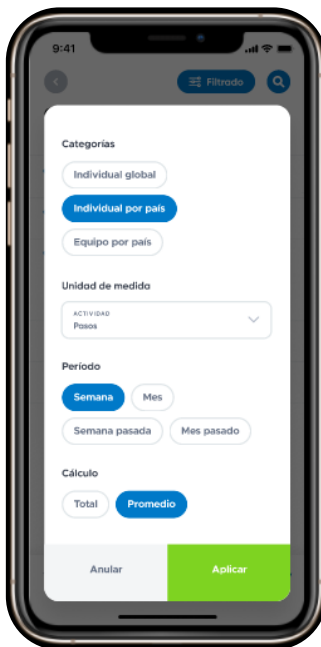 9:41
Filtrado
Categorías
Individual global
Individual por país
Equipo por país
Unidad de medida
ACTIVIDAD
Pasos
Período
Semana Mes
Semana pasada Mes pasado
Cálculo
Total Promedio
Anular Aplicar